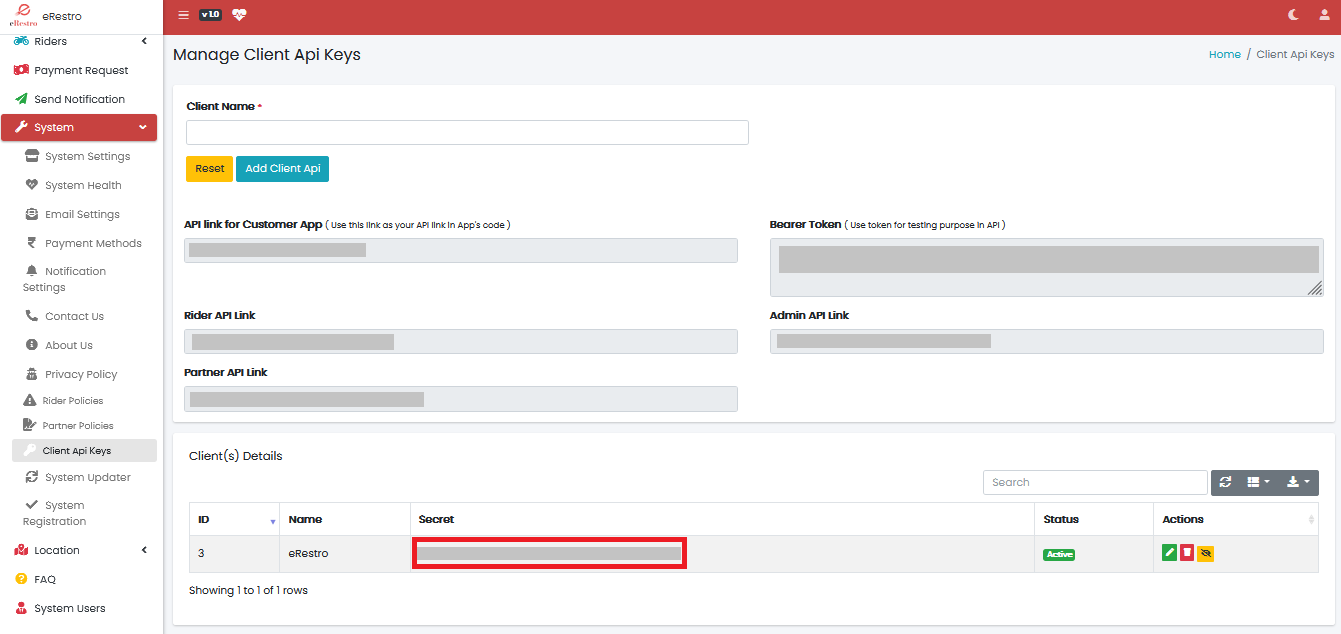 eRestro eRestro
v 1.0
Riders
Payment Request
Send Notification
System
System Settings
System Health
Email Settings
Payment Methods
Notification
Settings
Contact Us
About Us
Privacy Policy
Rider Policies
Partner Policies
Client Api Keys
System Updater
System
Registration
Location
FAQ
System Users
Manage Client Api Keys
Home / Client Api Keys
Client Name *
Reset Add Client Api
API link for Customer App ( Use this link as your API link in App's code )
Bearer Token ( Use token for testing purpose in API )
Rider API Link
Admin API Link
Partner API Link
Client(s) Details
Search
ID Name Secret Status Actions
3 eRestro Active
Showing 1 to 1 of 1 rows